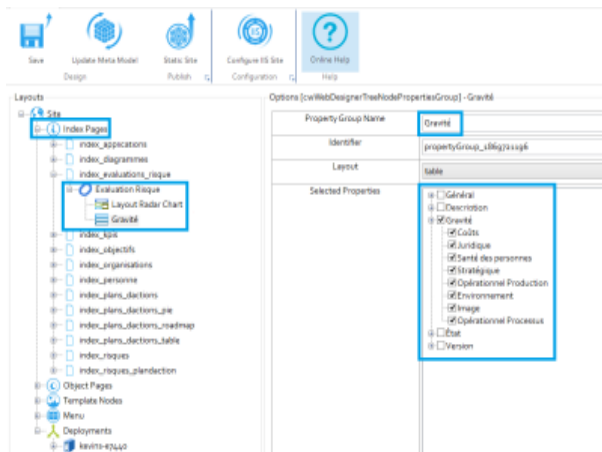 Save
Update Meta Model
Static Site
Configure IIS Site
Online Help
Design
Publish
Configuration
Help
Layouts
Site
Index Pages
index_applications
index_diagrammes
index_evaluations_risque
Evaluation Risque
Layout Radar Chart
Gravité
index_kpis
index_objectifs
index_organisations
index_personne
index_plans_dactions
index_plans_dactions_pie
index_plans_dactions_roadmap
index_plans_dactions_table
index_risques
index_risques_plandaction
Object Pages
Template Nodes
Menu
Deployments
kevins-e7440
Options [cwWebDesignerTreeNodePropertiesGroup] - Gravité
Property Group Name
Gravité
Identifier
propertyGroup_1869721196
Layout
table
Selected Properties
Général
Description
Gravité
Coûts
Juridique
Santé des personnes
Stratégique
Opérationnel Production
Environnement
Image
Opérationnel Processus
État
Version